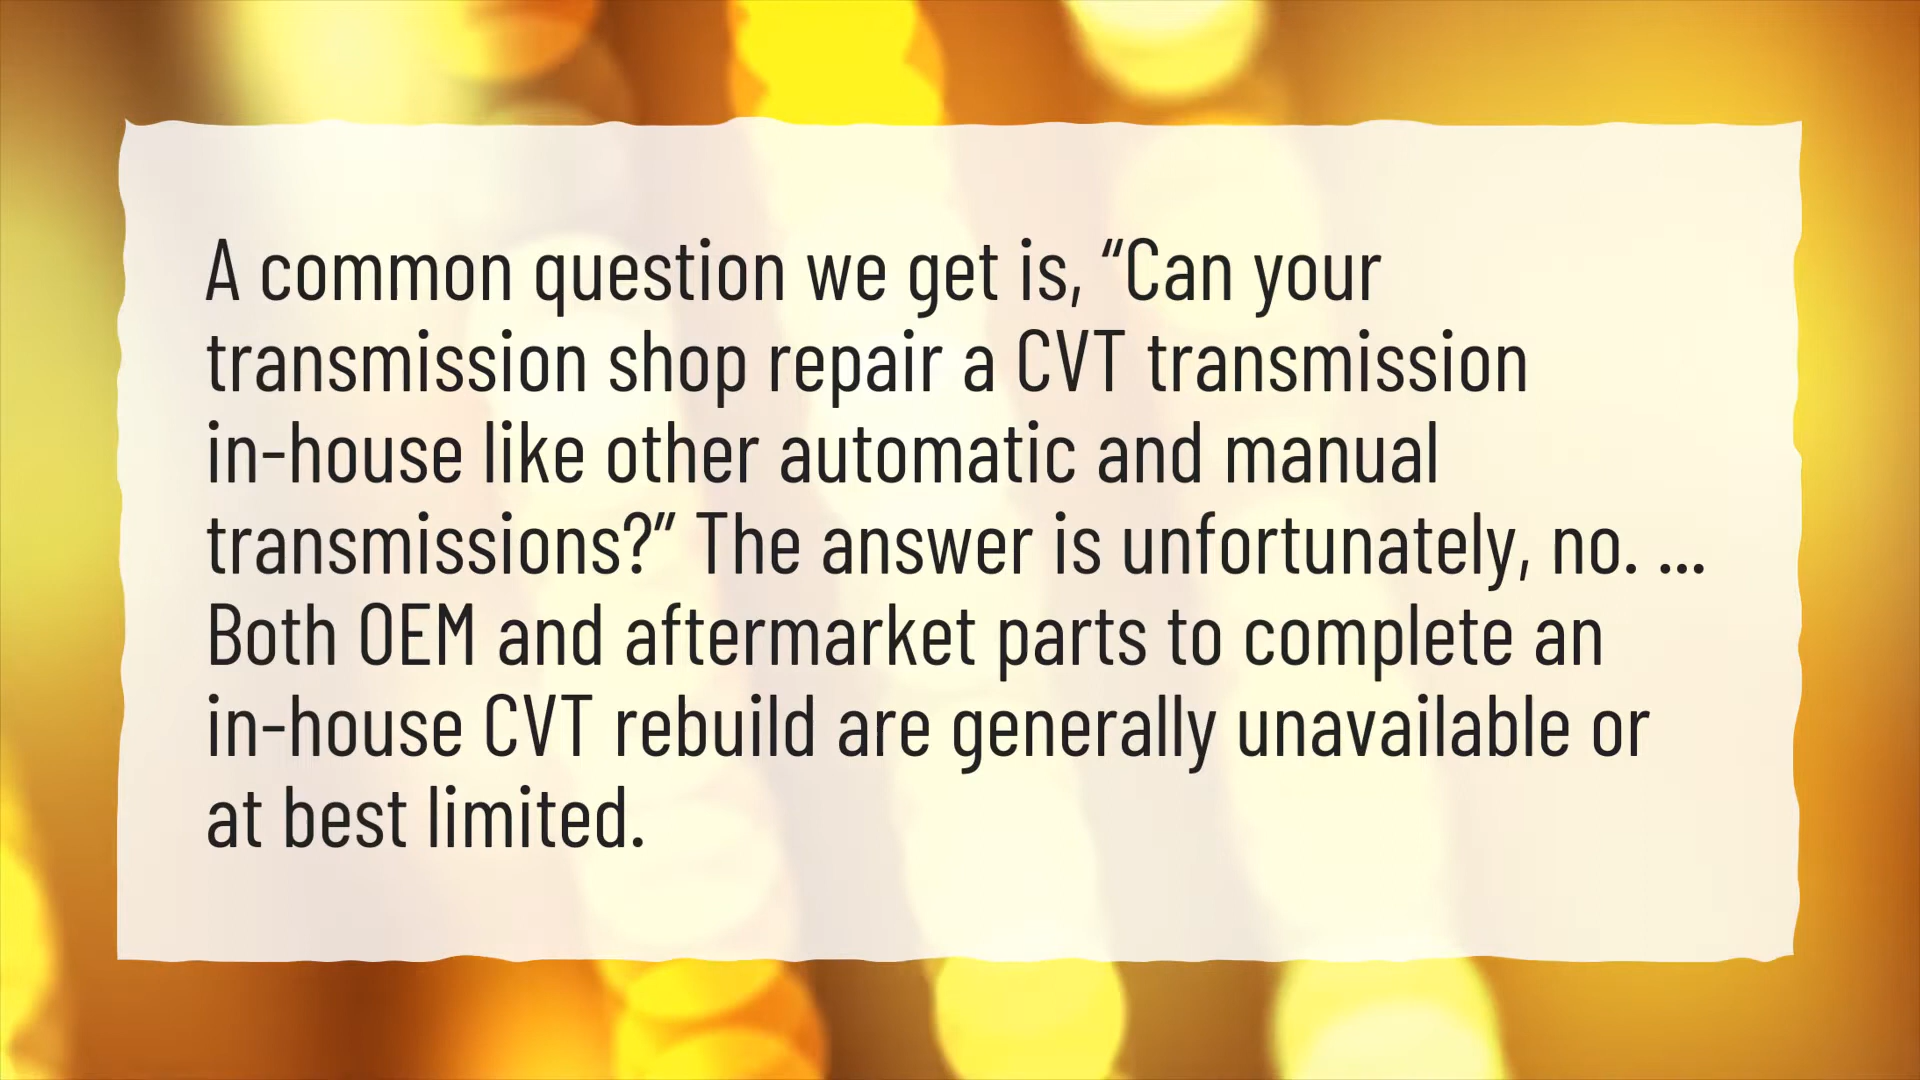 A common question we get is, “Can your
transmission shop repair a CVT transmission
in-house like other automatic and manual
transmissions?” The answer is unfortunately, no. ...
Both OEM and aftermarket parts to complete an
in-house CVT rebuild are generally unavailable or
at best limited.